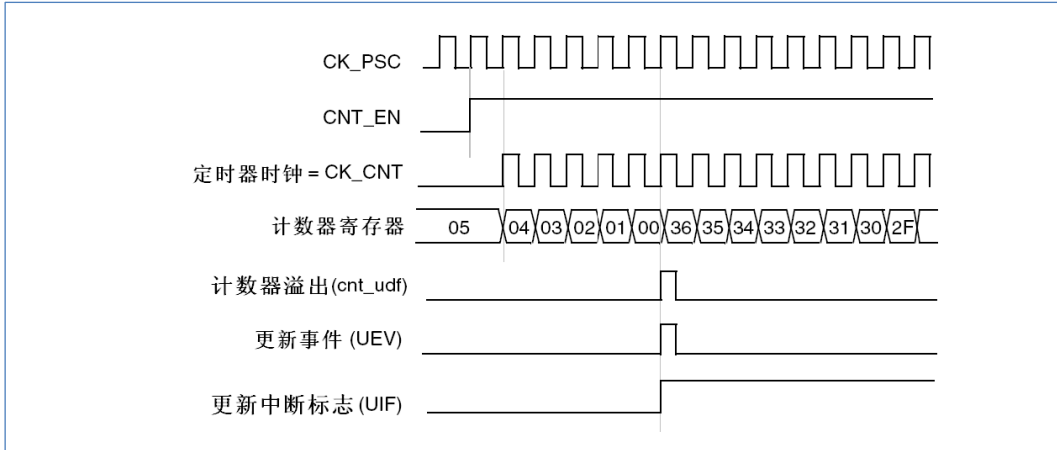 CK_PSC
CNT_EN
定时器时钟 = CK_CNT
计数器寄存器 05 04 03 02 01 00 36 35 34 33 32 31 30 2F
计数器溢出(cnt_udf)
更新事件 (UEV)
更新中断标志 (UIF)